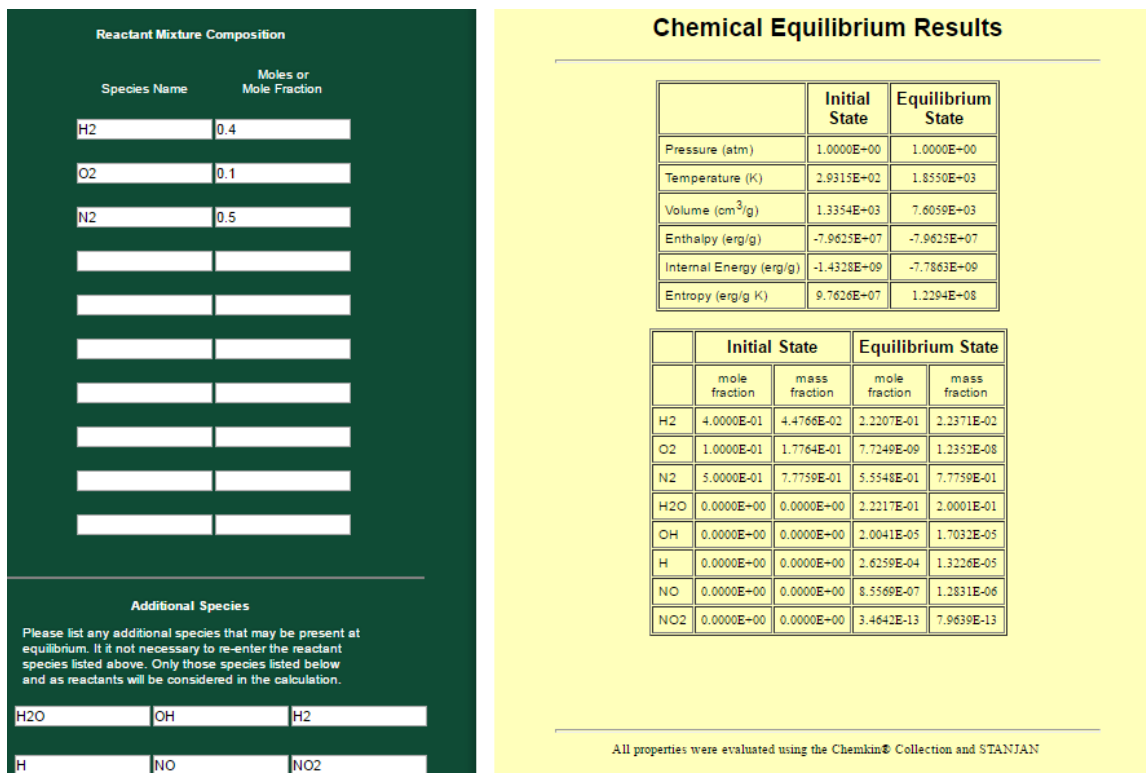 Reactant Mixture Composition
Species Name
Moles or
Mole Fraction
H2 0.4
O2 0.1
N2 0.5
Additional Species
Please list any additional species that may be present at
equilibrium. It it not necessary to re-enter the reactant
species listed above. Only those species listed below
and as reactants will be considered in the calculation.
H2O OH H2
H NO NO2
Chemical Equilibrium Results
Initial State Equilibrium State
Pressure (atm) 1.0000E+00 1.0000E+00
Temperature (K) 2.9315E+02 1.8550E+03
Volume (cm3/g) 1.3354E+03 7.6059E+03
Enthalpy (erg/g) -7.9625E+07 -7.9625E+07
Internal Energy (erg/g) -1.4328E+09 -7.7863E+09
Entropy (erg/g K) 9.7626E+07 1.2294E+08
Initial State Equilibrium State
mole fraction mass fraction mole fraction mass fraction
H2 4.0000E-01 4.4766E-02 2.2207E-01 2.2371E-02
O2 1.0000E-01 1.7764E-01 7.7249E-09 1.2352E-08
N2 5.0000E-01 7.7759E-01 5.5548E-01 7.7759E-01
H2O 0.0000E+00 0.0000E+00 2.2217E-01 2.0001E-01
OH 0.0000E+00 0.0000E+00 2.0041E-05 1.7032E-05
H 0.0000E+00 0.0000E+00 2.6259E-04 1.3226E-05
NO 0.0000E+00 0.0000E+00 8.5569E-07 1.2831E-06
NO2 0.0000E+00 0.0000E+00 3.4642E-13 7.9639E-13
All properties were evaluated using the Chemkin® Collection and STANJAN